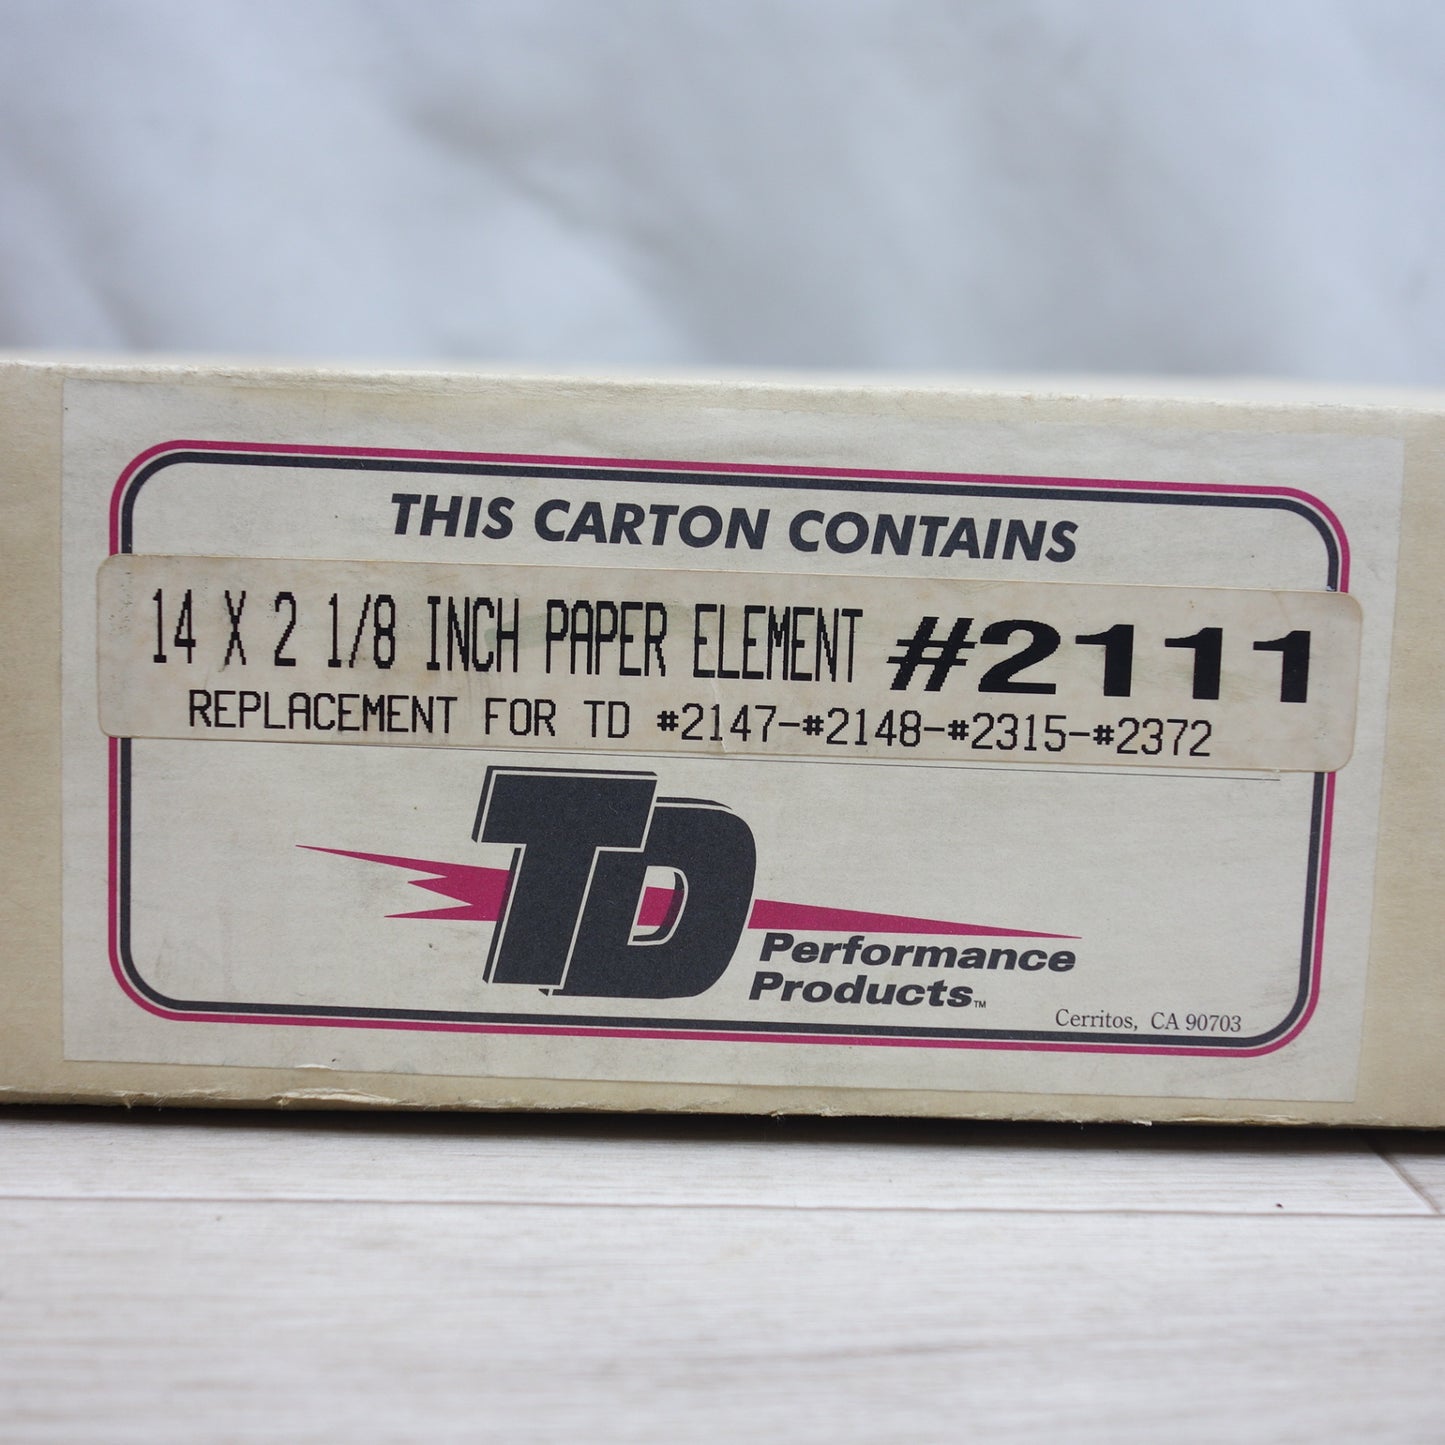 THIS CARTON CONTAINS
14 X 2 1/8 INCH PAPER ELEMENT #2111
REPLACEMENT FOR TD #2147-#2148-#2315-#2372
TD
Performance
Products™
Cerritos, CA 90703